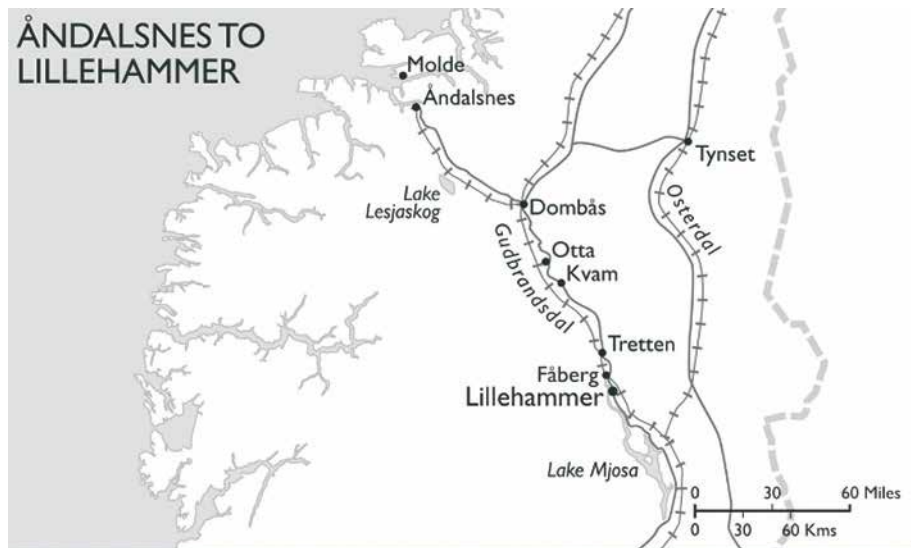 ÅNDALSNES TO
LILLEHAMMER
Molde
Åndalsnes
Tynset
Lake
Lesjaskog
Dombås
Osterdal
Gudbrandsdal
Otta
Kvam
Tretten
Fåberg
Lillehammer
Lake Mjosa
0 30 60 Miles
0 30 60 Kms